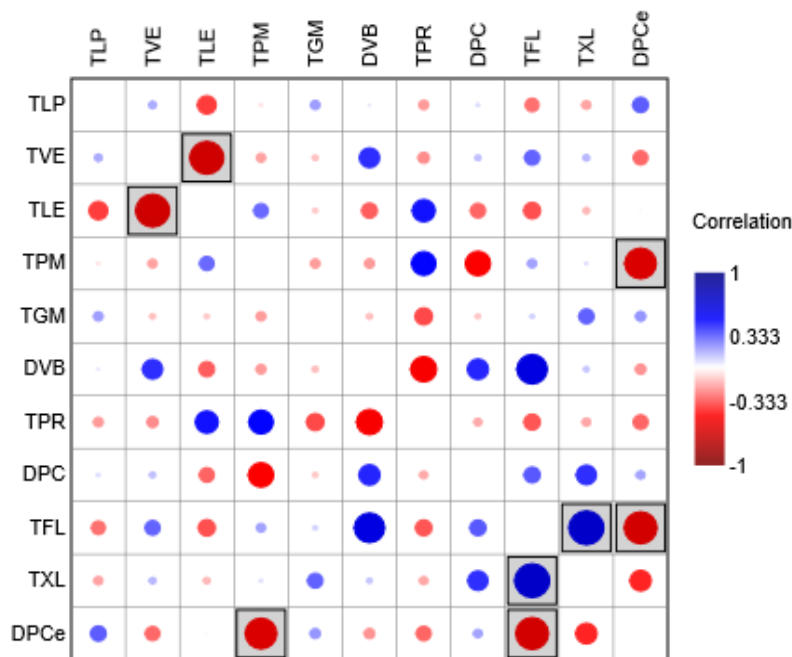 TLP TVE TLE TPM TGM DVB TPR DPC TFL TXL DPCe
TLP
TVE
TLE
TPM
TGM
DVB
TPR
DPC
TFL
TXL
DPCe
Correlation
1
0.333
-0.333
-1